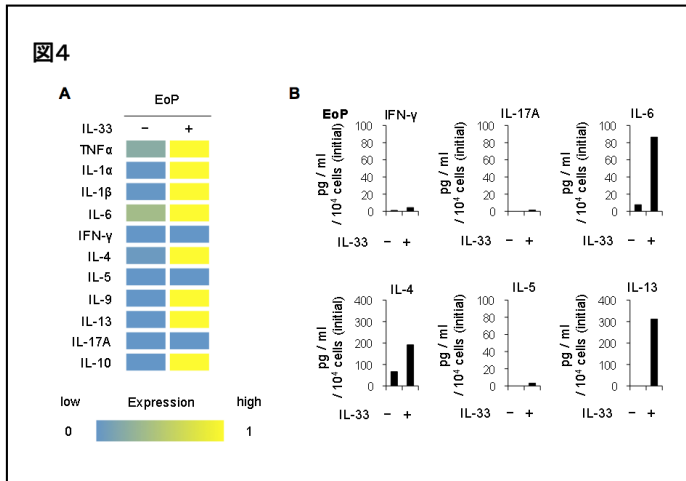 図4
A
EoP
IL-33 − +
TNFα
IL-1α
IL-1β
IL-6
IFN-γ
IL-4
IL-5
IL-9
IL-13
IL-17A
IL-10
low Expression high
0 1
B
EoP IFN-γ IL-17A IL-6
pg / ml
/ 10⁴ cells (initial)
100
80
60
40
20
0
IL-33 − +
pg / ml
/ 10⁴ cells (initial)
100
80
60
40
20
0
IL-33 − +
pg / ml
/ 10⁴ cells (initial)
100
80
60
40
20
0
IL-33 − +
IL-4 IL-5 IL-13
pg / ml
/ 10⁴ cells (initial)
400
300
200
100
0
IL-33 − +
pg / ml
/ 10⁴ cells (initial)
100
80
60
40
20
0
IL-33 − +
pg / ml
/ 10⁴ cells (initial)
400
300
200
100
0
IL-33 − +